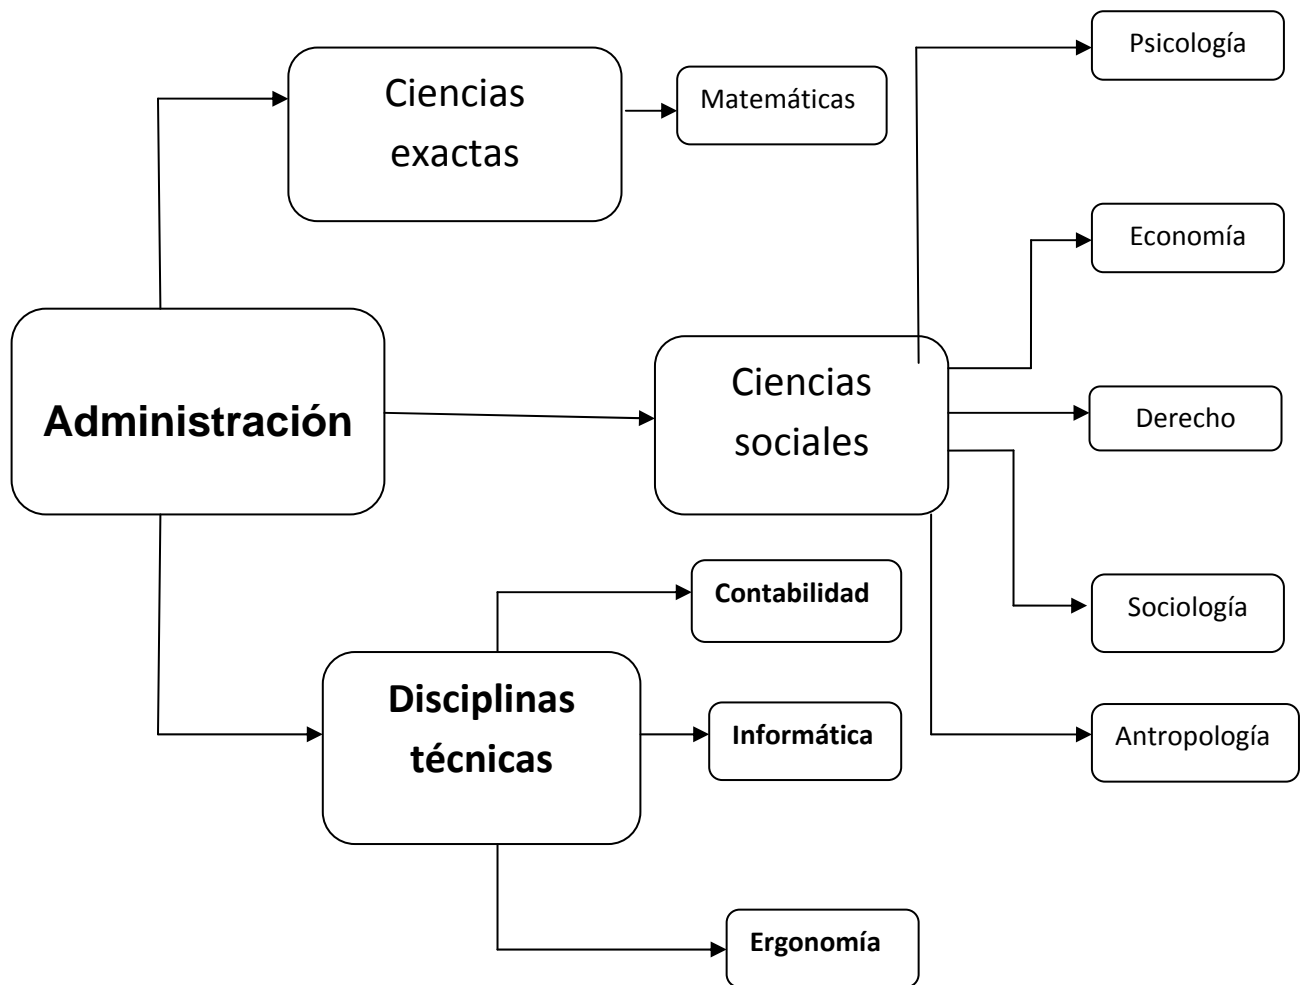 Psicología
Ciencias
exactas
Matemáticas
Economía
Administración
Ciencias
sociales
Derecho
Contabilidad
Sociología
Disciplinas
técnicas
Informática
Antropología
Ergonomía